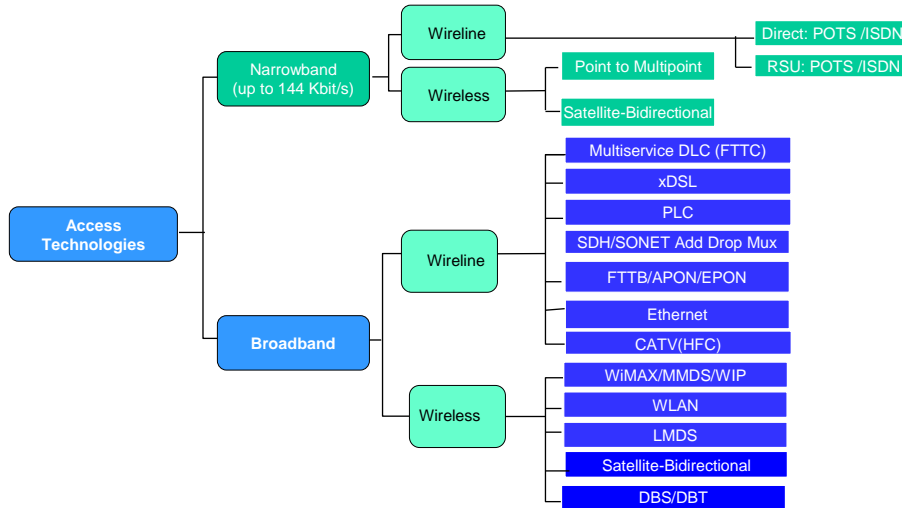 Access
Technologies
Narrowband
(up to 144 Kbit/s)
Wireline
Direct: POTS /ISDN
RSU: POTS /ISDN
Wireless
Point to Multipoint
Satellite-Bidirectional
Broadband
Wireline
Multiservice DLC (FTTC)
xDSL
PLC
SDH/SONET Add Drop Mux
FTTB/APON/EPON
Ethernet
CATV(HFC)
Wireless
WiMAX/MMDS/WIP
WLAN
LMDS
Satellite-Bidirectional
DBS/DBT